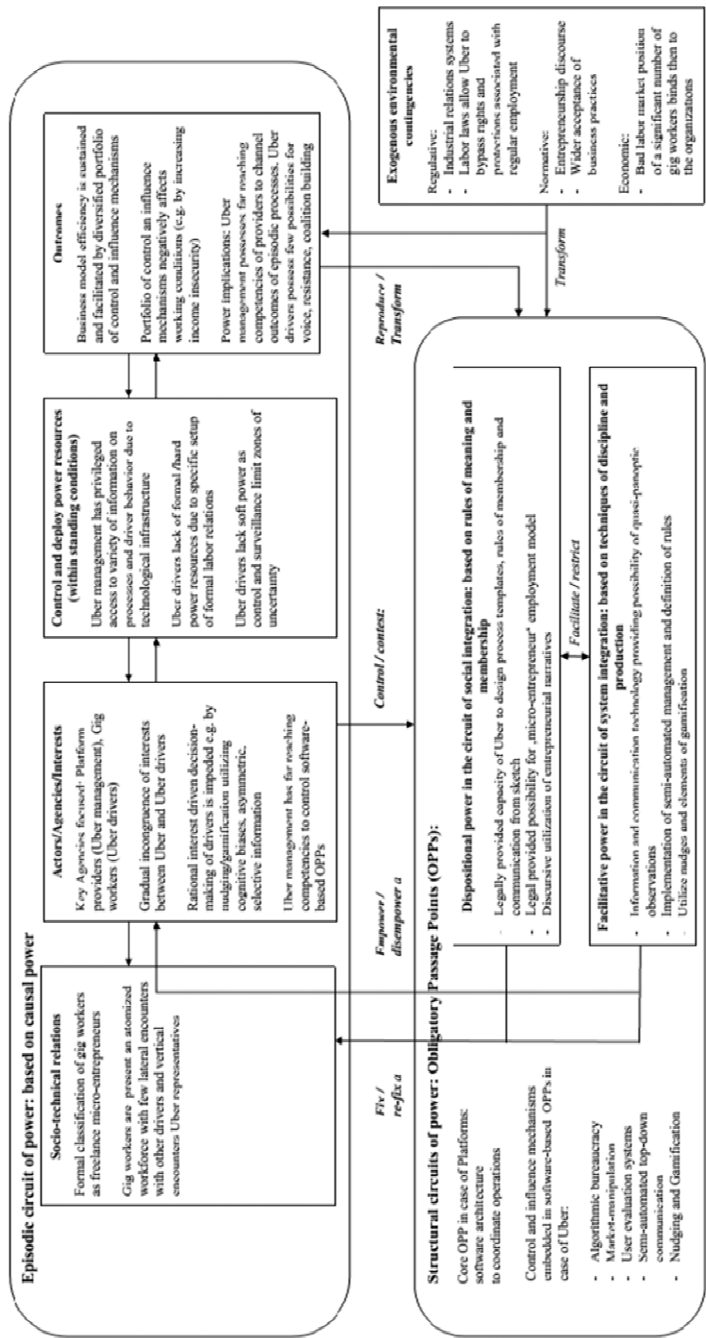 Episodic circuit of power: based on causal power
Socio-technical relations
Formal classification of gig workers
as freelance micro-entrepreneurs
Gig workers are present an atomized
workforce with few lateral encounters
with other drivers and vertical
encounters Uber representatives
Actors/Agencies/Interests
Key Agencies focused: Platform
providers (Uber management), Gig
workers (Uber drivers)
Gradual incongruence of interests
between Uber and Uber drivers
Rational interest driven decision-
making of drivers is impeded e.g. by
nudging/gamification utilizing
cognitive biases, asymmetric,
selective information
Uber management has far reaching
competencies to control software-
based OPPs
Control and deploy power resources
(within standing conditions)
Uber management has privileged
access to variety of information on
processes and driver behavior due to
technological infrastructure
Uber drivers lack of formal /hard
power resources due to specific setup
of formal labor relations
Uber drivers lack soft power as
control and surveillance limit zones of
uncertainty
Outcomes
Business model efficiency is sustained
and facilitated by diversified portfolio
of control and influence mechanisms
Portfolio of control an influence
mechanisms negatively affects
working conditions (e.g. by increasing
income insecurity)
Power implications: Uber
management possesses far reaching
competencies of providers to channel
outcomes of episodic processes. Uber
drivers possess few possibilities for
voice, resistance, coalition building
Fix /
re-fix a
Empower /
disempower a
Control / contest:
Reproduce /
Transform
Exogenous environmental
contingencies
Regulative:
- Industrial relations systems
- Labor laws allow Uber to
bypass rights and
protections associated with
regular employment
Normative:
- Entrepreneurship discourse
- Wider acceptance of
business practices
Economic:
- Bad labor market position
of a significant number of
gig workers binds then to
the organizations
Transform
Structural circuits of power: Obligatory Passage Points (OPPs):
Core OPP in case of Platforms:
software architecture
to coordinate operations
Control and influence mechanisms
embedded in software-based OPPs in
case of Uber:
- Algorithmic bureaucracy
- Market-manipulation
- User evaluation systems
- Semi-automated top-down
communication
- Nudging and Gamification
Dispositional power in the circuit of social integration: based on rules of meaning and
membership
- Legally provided capacity of Uber to design process templates, rules of membership and
communication from sketch
- Legal provided possibility for „micro-entrepreneur“ employment model
- Discursive utilization of entrepreneurial narratives
Facilitate / restrict
Facilitative power in the circuit of system integration: based on techniques of discipline and
production
- Information and communication technology providing possibility of quasi-panoptic
observations
- Implementation of semi-automated management and definition of rules
- Utilize nudges and elements of gamification